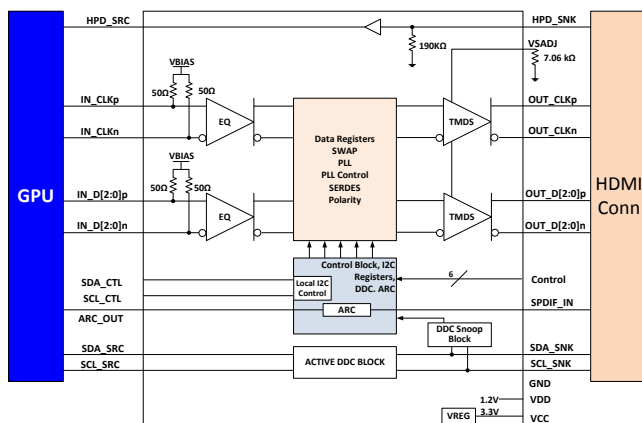 HPD_SRC
HPD_SNK
190KΩ
VSADJ
7.06 kΩ
VBIAS
50Ω
50Ω
IN_CLKp
IN_CLKn
EQ
TMDS
OUT_CLKp
OUT_CLKn
Data Registers
SWAP
PLL
PLL Control
SERDES
Polarity
VBIAS
50Ω
50Ω
GPU
IN_D[2:0]p
IN_D[2:0]n
EQ
TMDS
OUT_D[2:0]p
OUT_D[2:0]n
HDMI
Conn
Control Block, I2C
Registers,
DDC. ARC
Local I2C
Control
6
Control
SDA_CTL
SCL_CTL
ARC
SPDIF_IN
ARC_OUT
DDC Snoop
Block
SDA_SRC
SCL_SRC
ACTIVE DDC BLOCK
SDA_SNK
SCL_SNK
GND
1.2V
VDD
VREG
3.3V
VCC